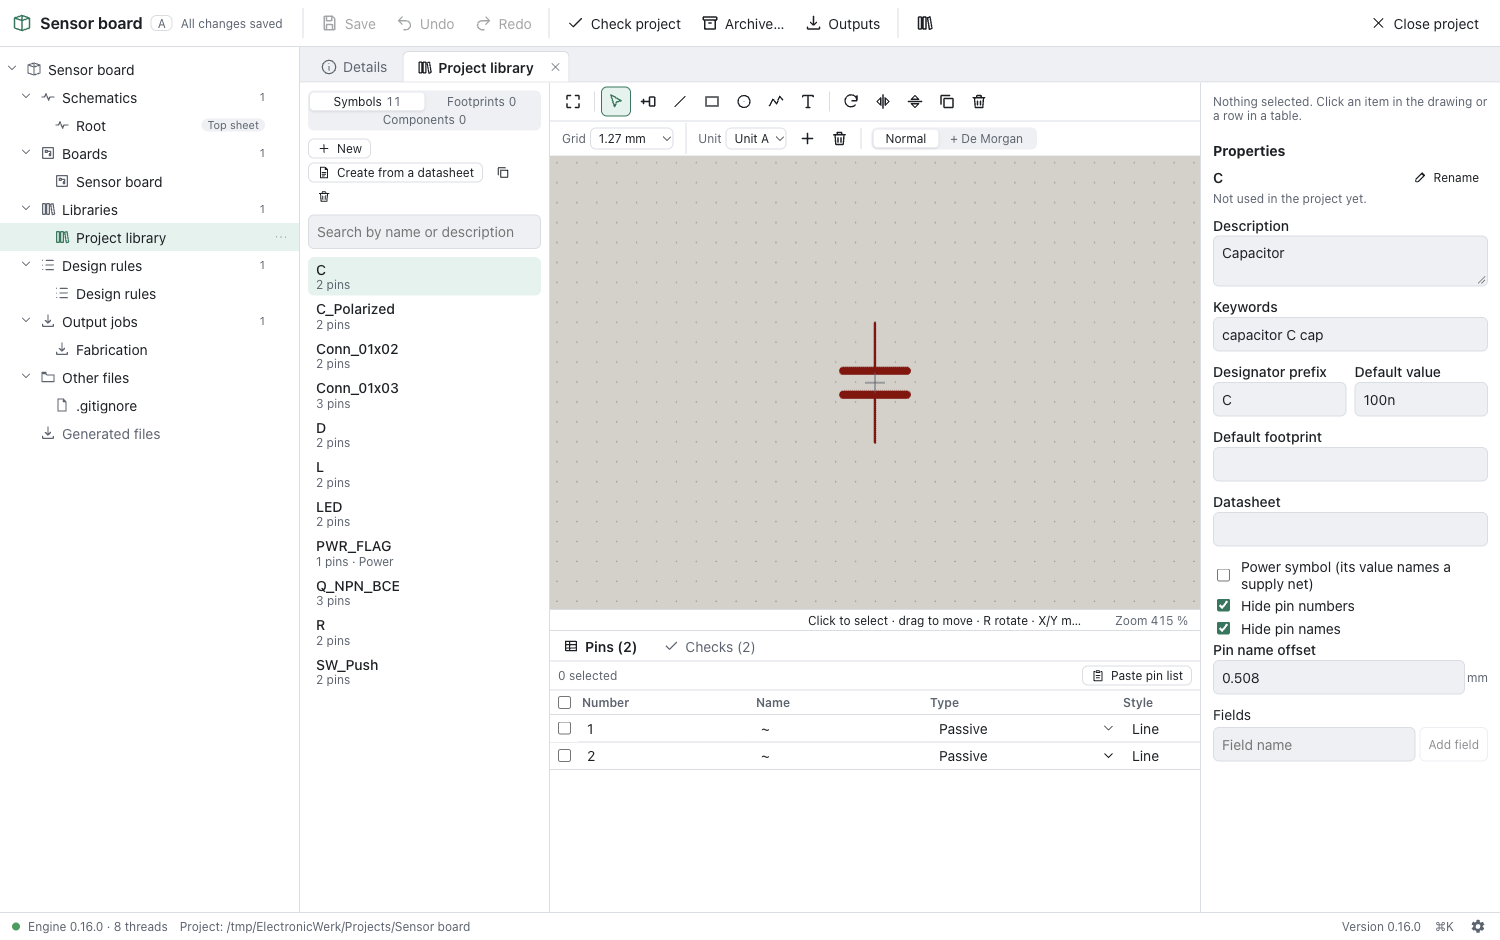 Sensor board A All changes saved Save Undo Redo Check project Archive... Outputs Close project
Sensor board
Schematics 1
Root Top sheet
Boards 1
Sensor board
Libraries 1
Project library ...
Design rules 1
Design rules
Output jobs 1
Fabrication
Other files
.gitignore
Generated files
Details Project library
Symbols 11 Footprints 0
Components 0
New
Create from a datasheet
Search by name or description
C
2 pins
C_Polarized
2 pins
Conn_01x02
2 pins
Conn_01x03
3 pins
D
2 pins
L
2 pins
LED
2 pins
PWR_FLAG
1 pins · Power
Q_NPN_BCE
3 pins
R
2 pins
SW_Push
2 pins
Grid 1.27 mm Unit Unit A Normal + De Morgan
Click to select · drag to move · R rotate · X/Y m... Zoom 415 %
Pins (2) Checks (2)
0 selected Paste pin list
Number Name Type Style
1 ~ Passive Line
2 ~ Passive Line
Nothing selected. Click an item in the drawing or
a row in a table.
Properties
C Rename
Not used in the project yet.
Description
Capacitor
Keywords
capacitor C cap
Designator prefix Default value
C 100n
Default footprint
Datasheet
Power symbol (its value names a
supply net)
Hide pin numbers
Hide pin names
Pin name offset
0.508 mm
Fields
Field name Add field
Engine 0.16.0 · 8 threads Project: /tmp/ElectronicWerk/Projects/Sensor board Version 0.16.0 ⌘K